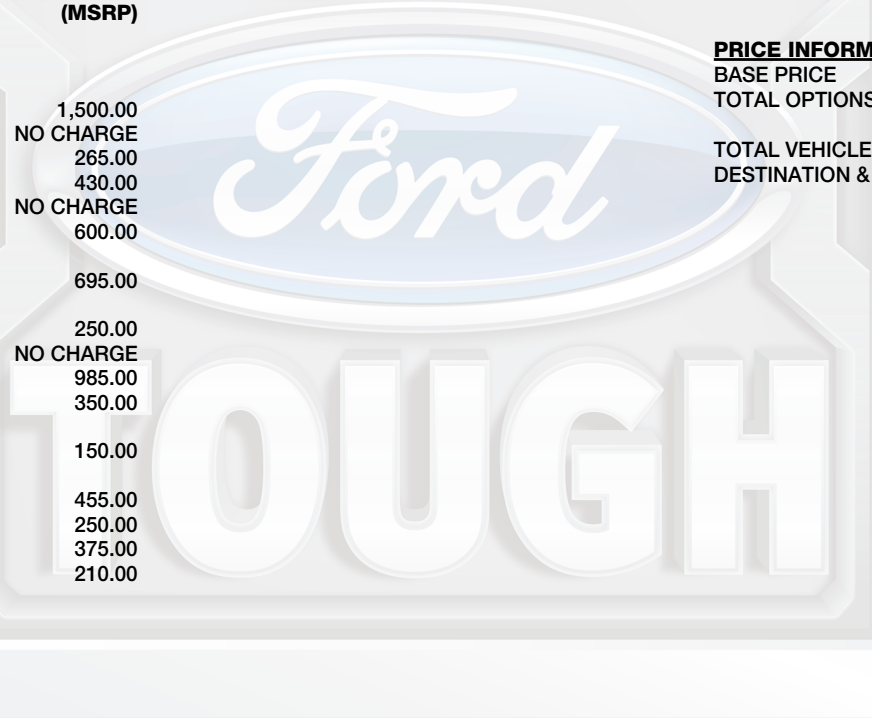 (MSRP)
1,500.00
NO CHARGE
265.00
430.00
NO CHARGE
600.00
695.00
250.00
NO CHARGE
985.00
350.00
150.00
455.00
250.00
375.00
210.00
PRICE INFORM
BASE PRICE
TOTAL OPTIONS
TOTAL VEHICLE
DESTINATION &
Ford
TOUGH